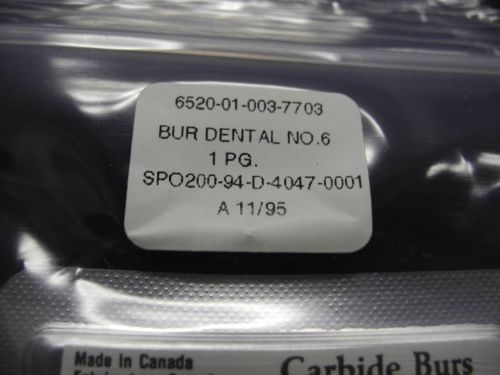 6520-01-003-7703
BUR DENTAL NO.6
1 PG.
SPO200-94-D-4047-0001
A 11/95
Made in Canada
Carbide Burs